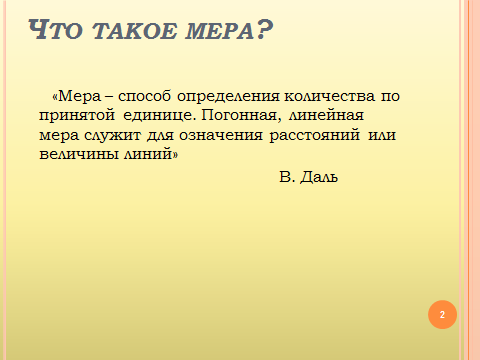 Что такое мера?
«Мера – способ определения количества по
принятой единице. Погонная, линейная
мера служит для означения расстояний или
величины линий»
В. Даль
2